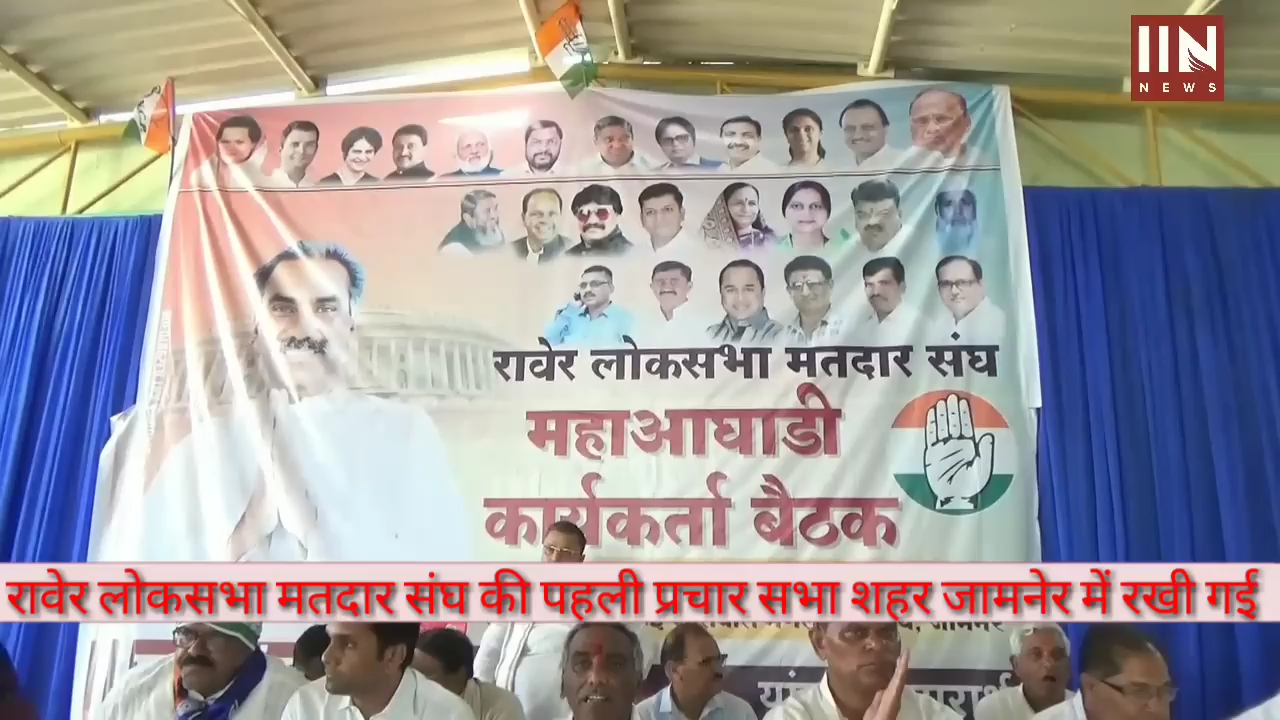 IIN
NEWS
रावेर लोकसभा मतदार संघ
महाआघाडी
कार्यकर्ता बैठक
रावेर लोकसभा मतदार संघ की पहली प्रचार सभा शहर जामनेर में रखी गई